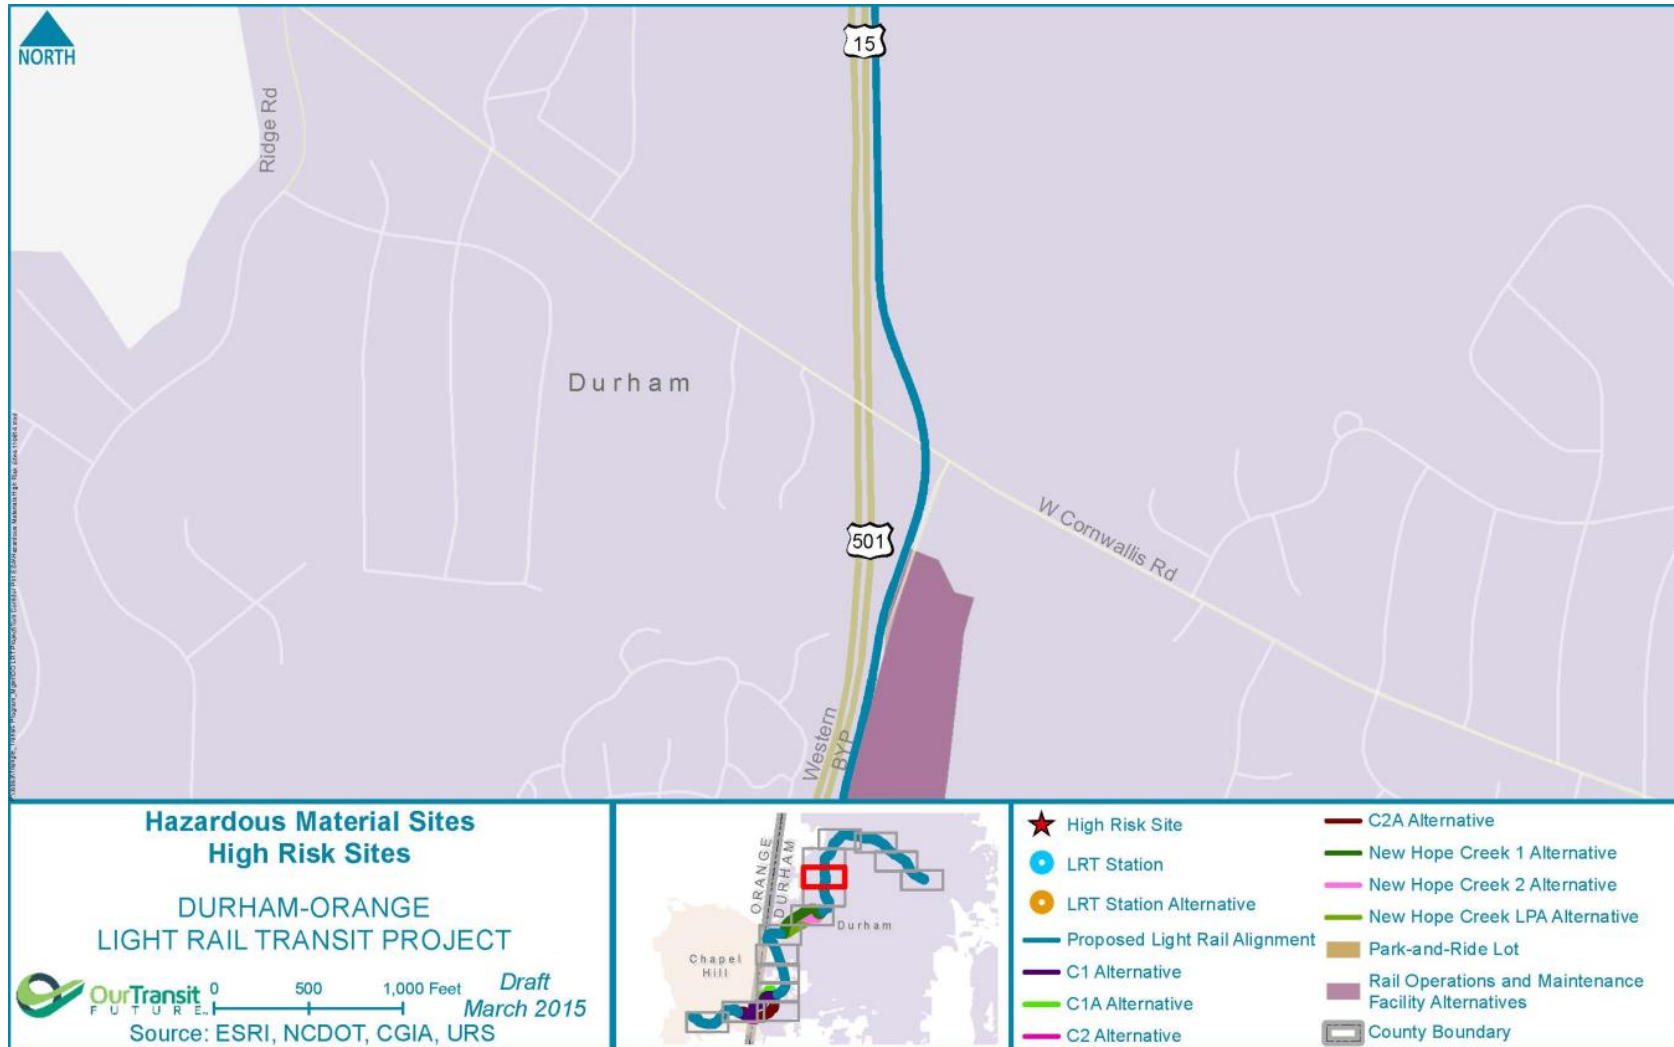 NORTH
15
Ridge Rd
Durham
501
W Cornwallis Rd
Western
BYP
Hazardous Material Sites
High Risk Sites
DURHAM-ORANGE
LIGHT RAIL TRANSIT PROJECT
OurTransit
FUTURE
0 500 1,000 Feet
Draft
March 2015
Source: ESRI, NCDOT, CGIA, URS
ORANGE
DURHAM
Durham
Chapel
Hill
High Risk Site
LRT Station
LRT Station Alternative
Proposed Light Rail Alignment
C1 Alternative
C1A Alternative
C2 Alternative
C2A Alternative
New Hope Creek 1 Alternative
New Hope Creek 2 Alternative
New Hope Creek LPA Alternative
Park-and-Ride Lot
Rail Operations and Maintenance
Facility Alternatives
County Boundary